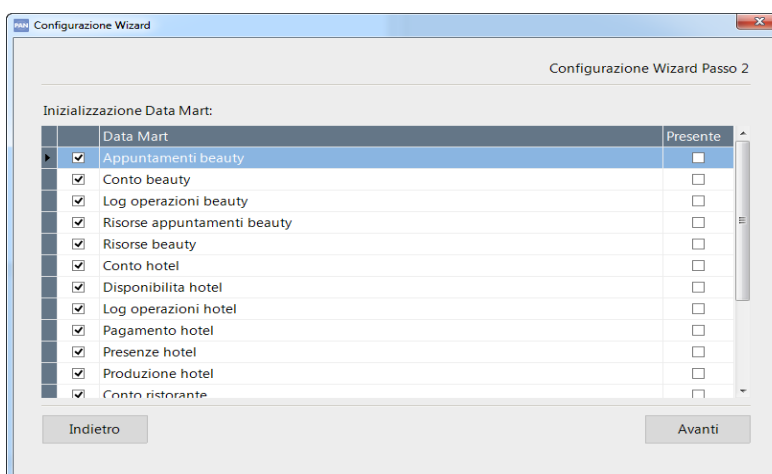 PAN Configurazione Wizard
Configurazione Wizard Passo 2
Inizializzazione Data Mart:
Data Mart Presente
Appuntamenti beauty
Conto beauty
Log operazioni beauty
Risorse appuntamenti beauty
Risorse beauty
Conto hotel
Disponibilita hotel
Log operazioni hotel
Pagamento hotel
Presenze hotel
Produzione hotel
Conto ristorante
Indietro Avanti